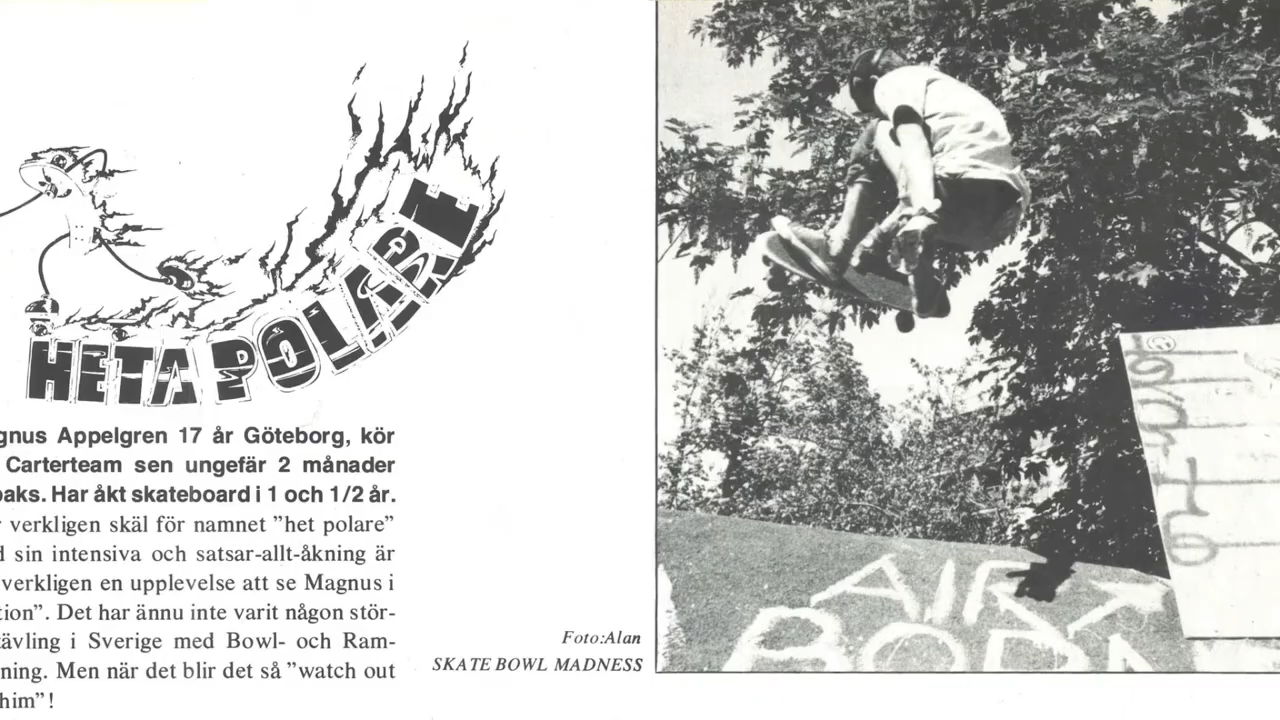 HETA POLARE
gnus Appelgren 17 år Göteborg, kör
Carterteam sen ungefär 2 månader
baks. Har åkt skateboard i 1 och 1/2 år.
verkligen skäl för namnet "het polare"
d sin intensiva och satsar-allt-åkning är
verkligen en upplevelse att se Magnus i
tion". Det har ännu inte varit någon stör-
tävling i Sverige med Bowl- och Ram-
ning. Men när det blir det så "watch out
him"!
Foto:Alan
SKATE BOWL MADNESS
AIR
BORN